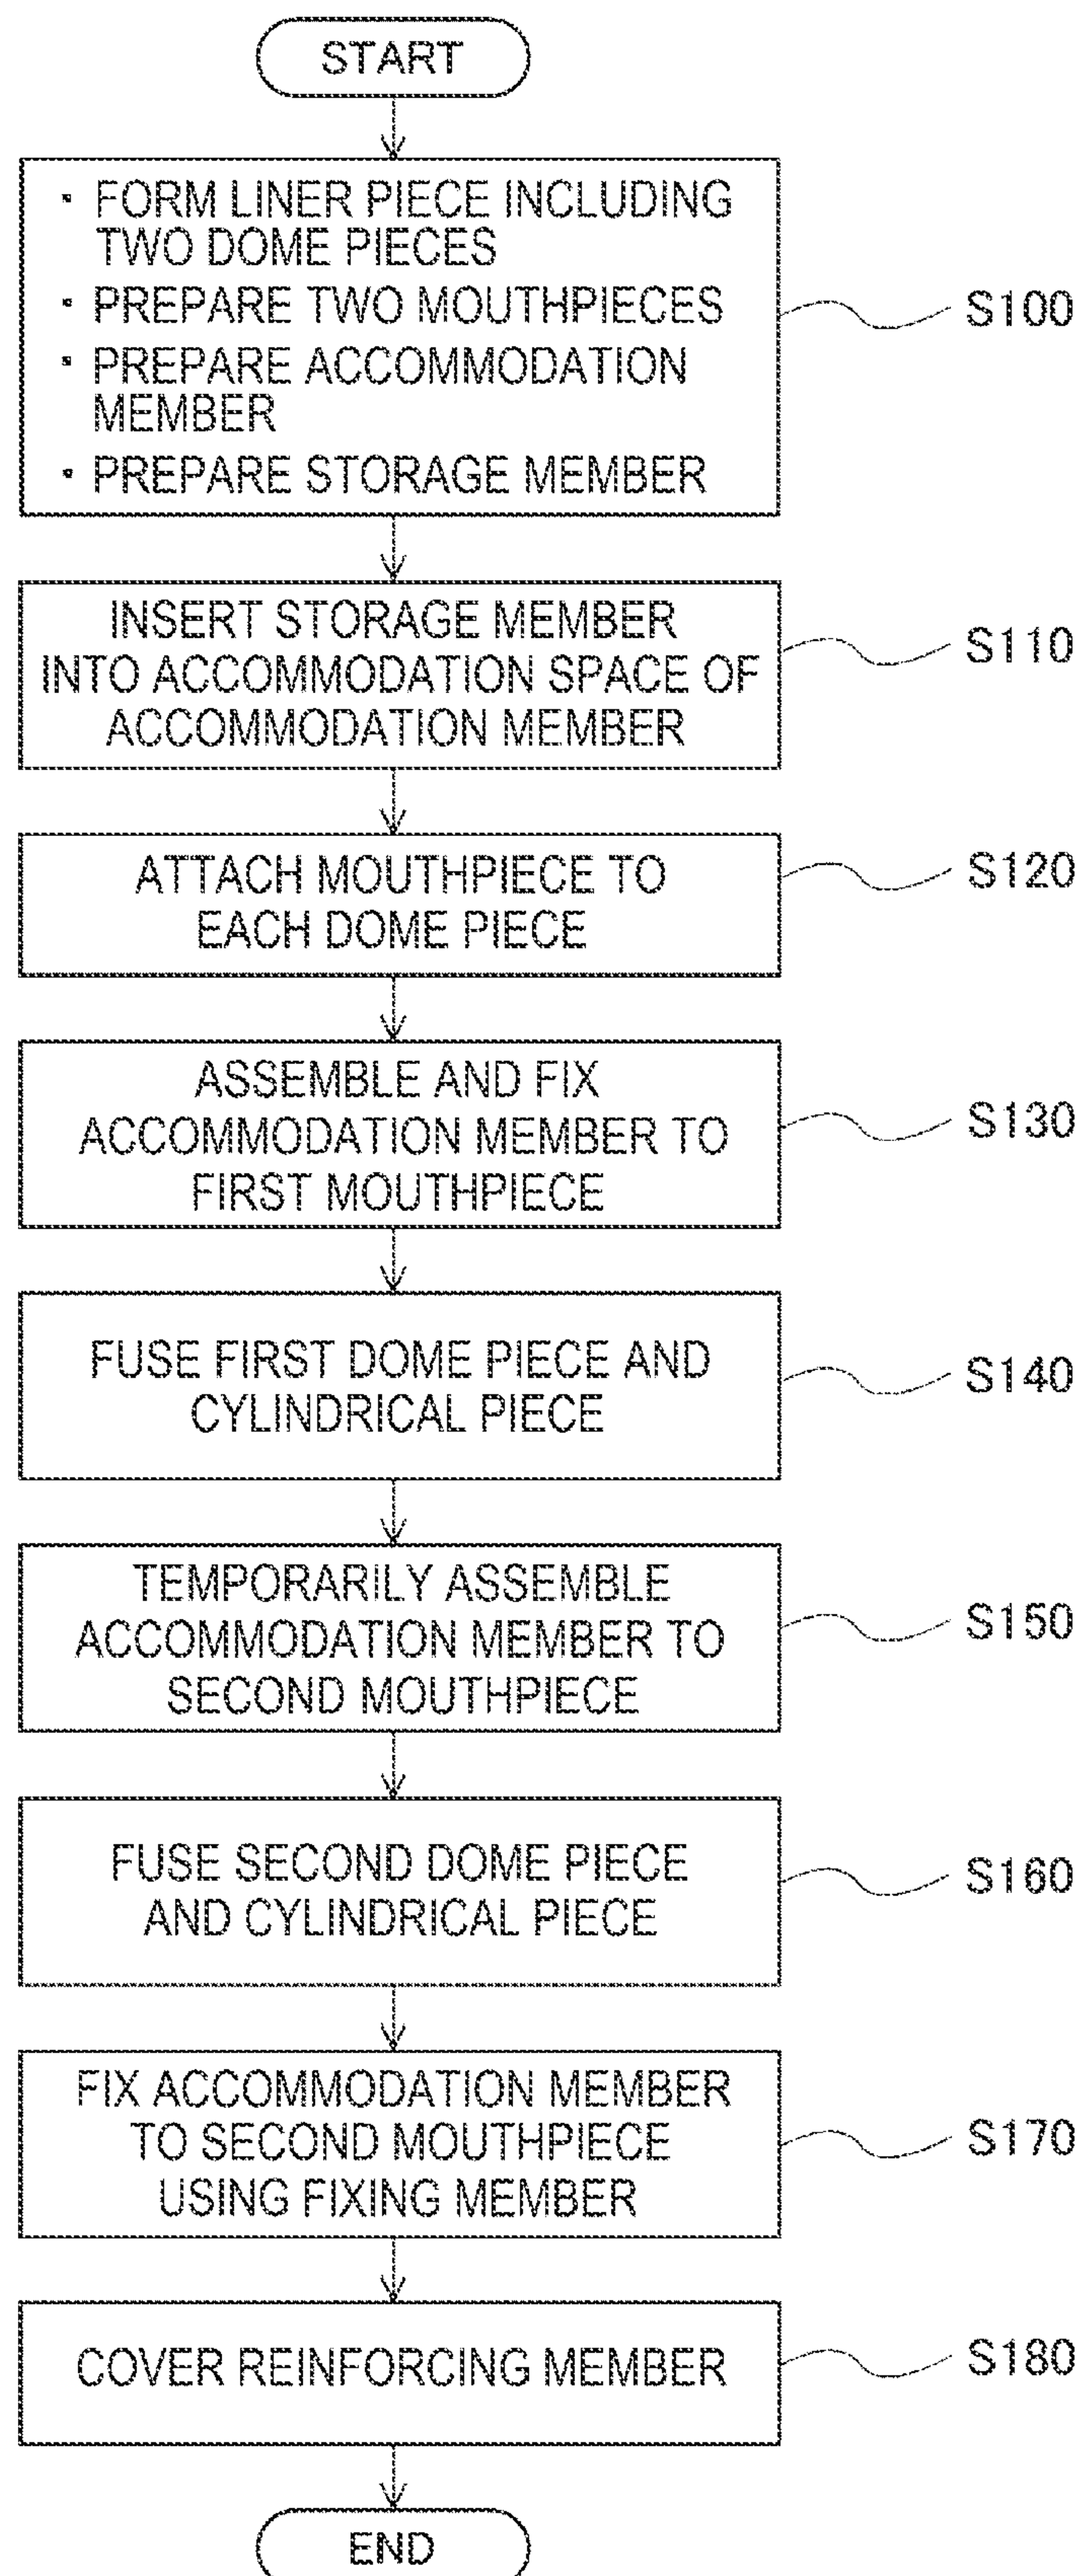 START
· FORM LINER PIECE INCLUDING
TWO DOME PIECES
· PREPARE TWO MOUTHPIECES
· PREPARE ACCOMMODATION
MEMBER
· PREPARE STORAGE MEMBER
S100
INSERT STORAGE MEMBER
INTO ACCOMMODATION SPACE OF
ACCOMMODATION MEMBER
S110
ATTACH MOUTHPIECE TO
EACH DOME PIECE
S120
ASSEMBLE AND FIX
ACCOMMODATION MEMBER TO
FIRST MOUTHPIECE
S130
FUSE FIRST DOME PIECE AND
CYLINDRICAL PIECE
S140
TEMPORARILY ASSEMBLE
ACCOMMODATION MEMBER TO
SECOND MOUTHPIECE
S150
FUSE SECOND DOME PIECE
AND CYLINDRICAL PIECE
S160
FIX ACCOMMODATION MEMBER
TO SECOND MOUTHPIECE
USING FIXING MEMBER
S170
COVER REINFORCING MEMBER
S180
END